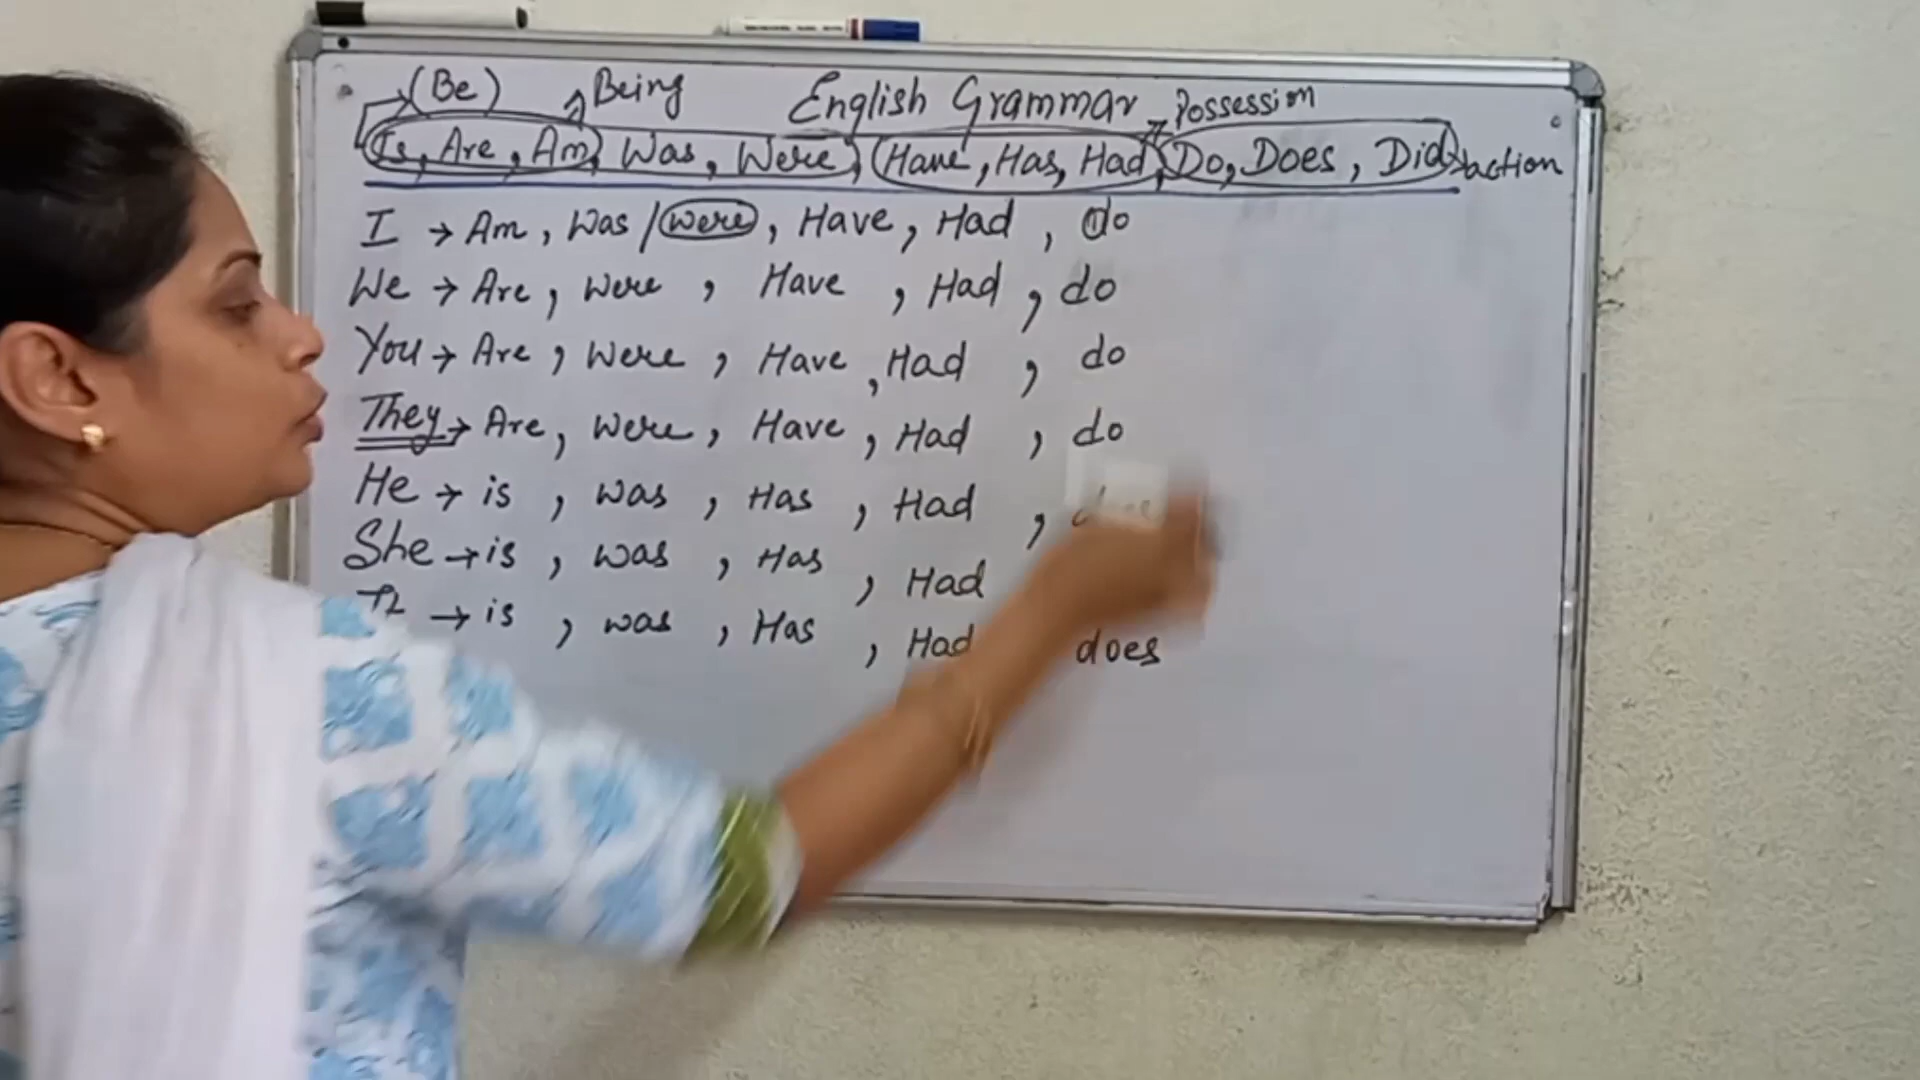 (Be) Being English Grammar Possession
Is, Are, Am, Was, Were, Have, Has, Had, Do, Does, Did action
I → Am, Was / were, Have, Had, do
We → Are, were, Have, Had, do
You → Are, Were, Have, Had, do
They → Are, were, Have, Had, do
He → is, was, Has, Had,
She → is, was, Has, Had
→ is, was, Has, Had does